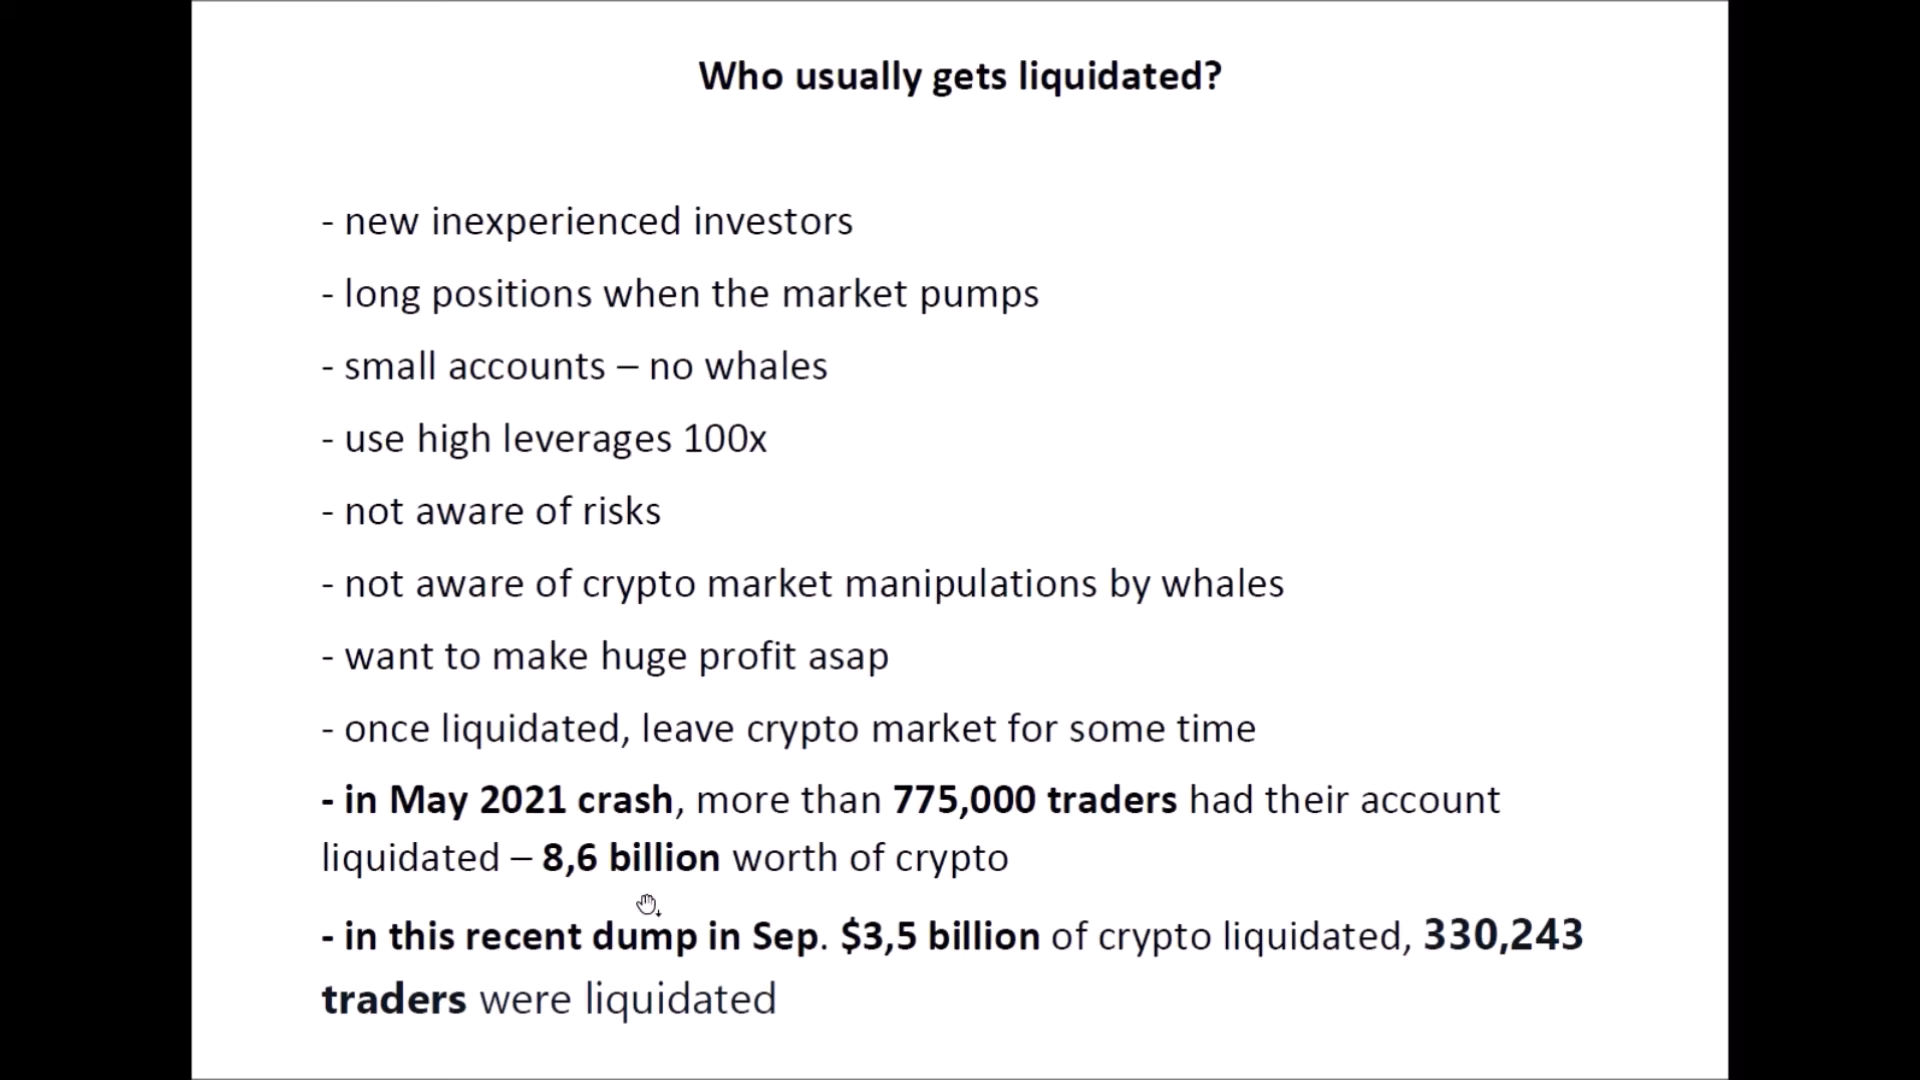 Who usually gets liquidated?
- new inexperienced investors
- long positions when the market pumps
- small accounts – no whales
- use high leverages 100x
- not aware of risks
- not aware of crypto market manipulations by whales
- want to make huge profit asap
- once liquidated, leave crypto market for some time
- in May 2021 crash, more than 775,000 traders had their account
liquidated – 8,6 billion worth of crypto
- in this recent dump in Sep. $3,5 billion of crypto liquidated, 330,243
traders were liquidated